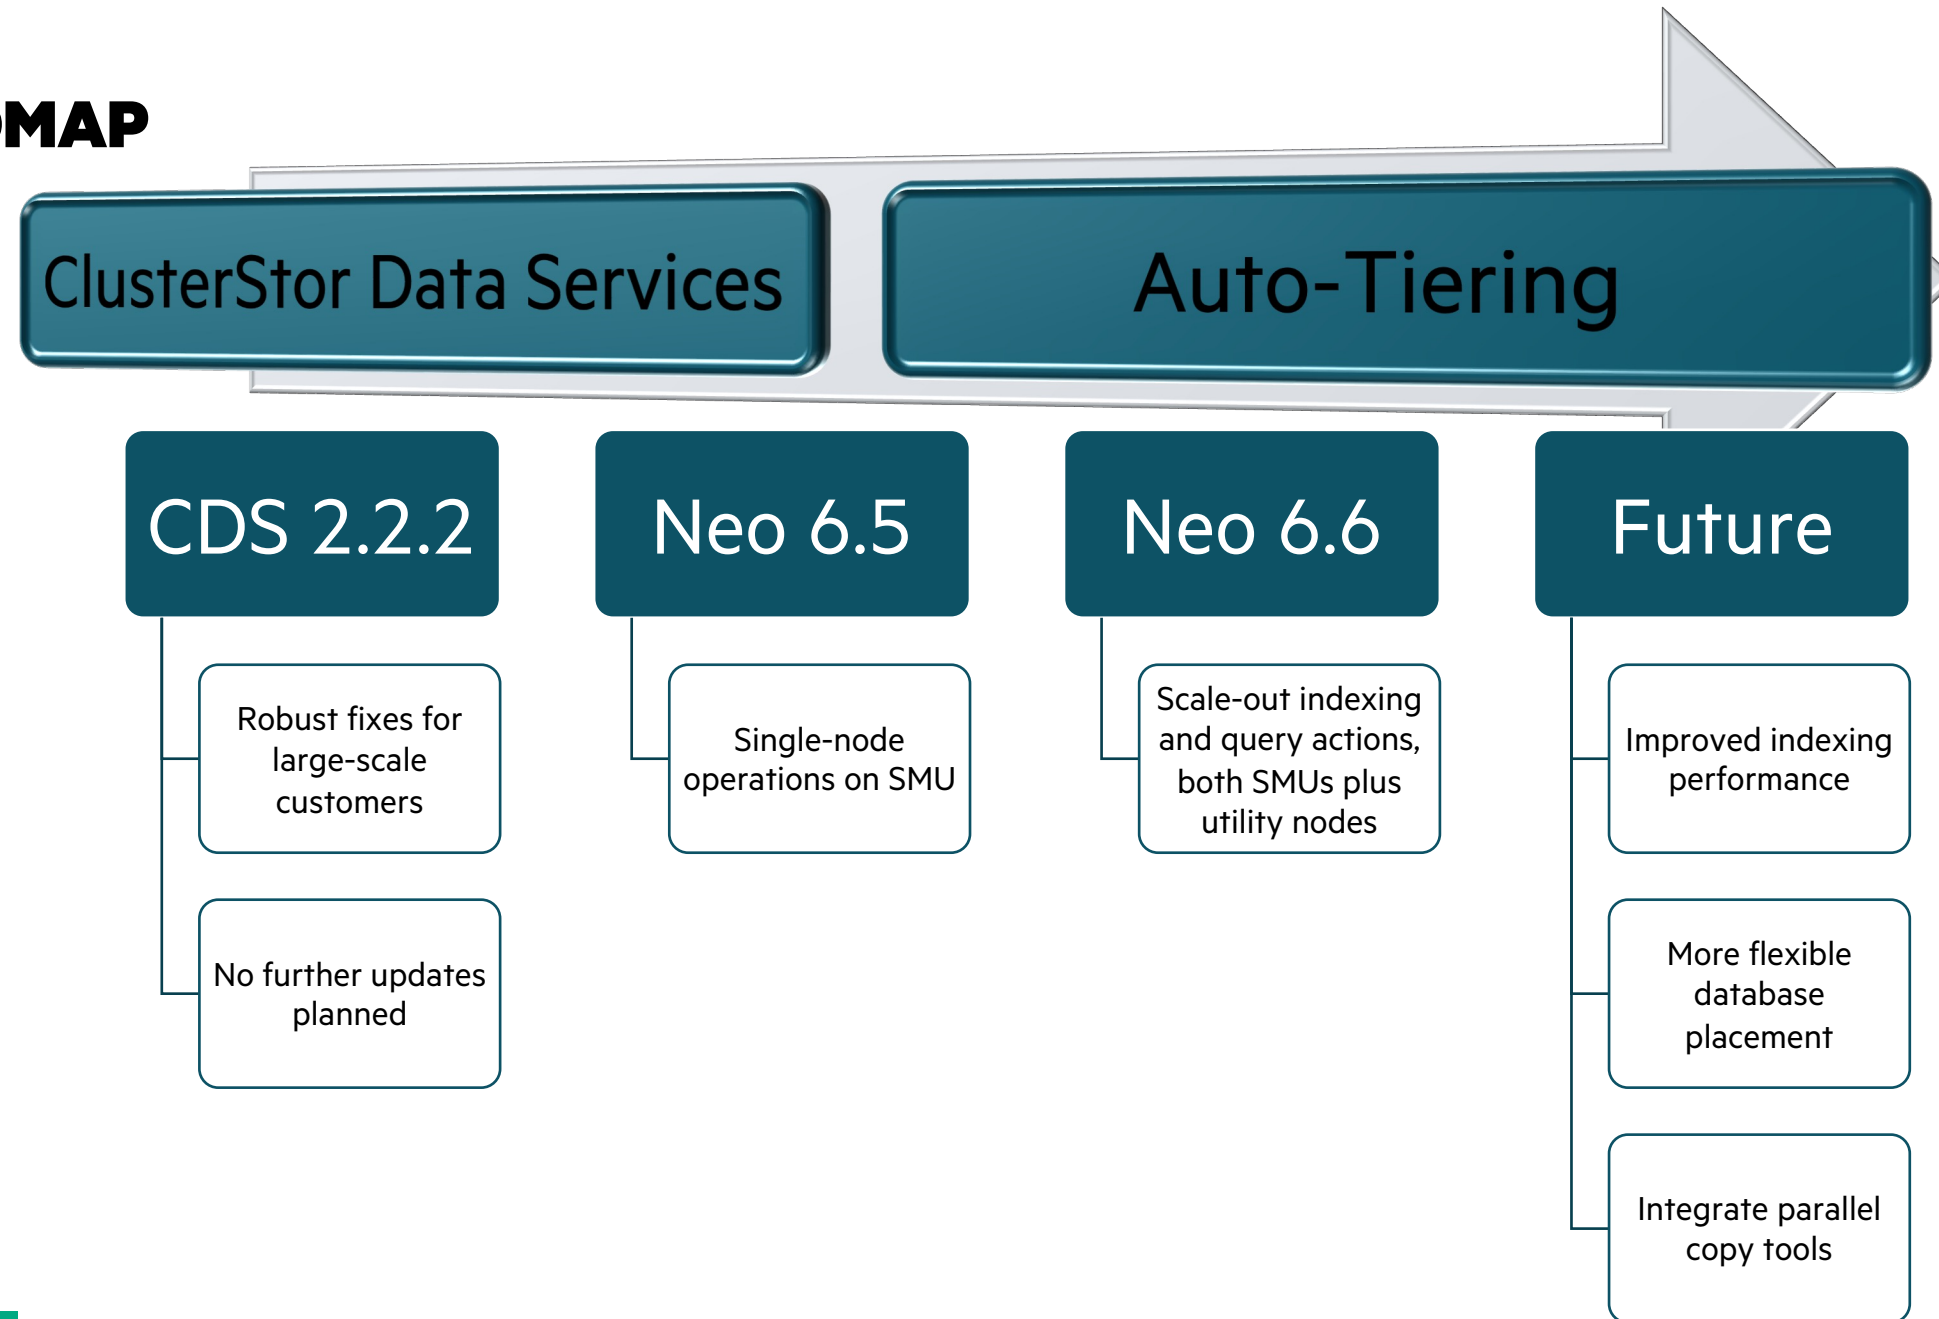 MAP
ClusterStor Data Services
Auto-Tiering
CDS 2.2.2
Neo 6.5
Neo 6.6
Future
Robust fixes for
large-scale
customers
No further updates
planned
Single-node
operations on SMU
Scale-out indexing
and query actions,
both SMUs plus
utility nodes
Improved indexing
performance
More flexible
database
placement
Integrate parallel
copy tools